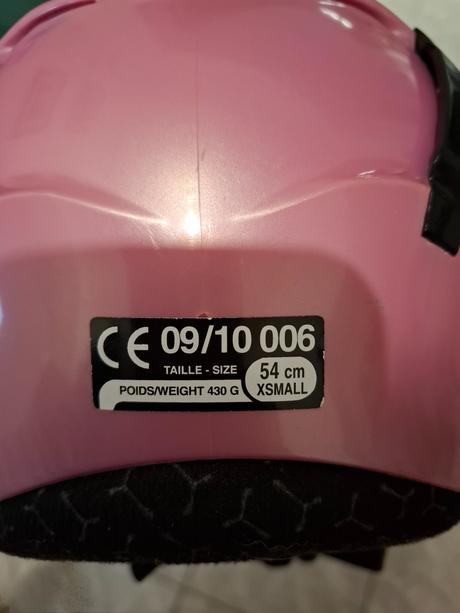 CE 09/10 006
TAILLE - SIZE
54 cm
XSMALL
POIDS/WEIGHT 430 G